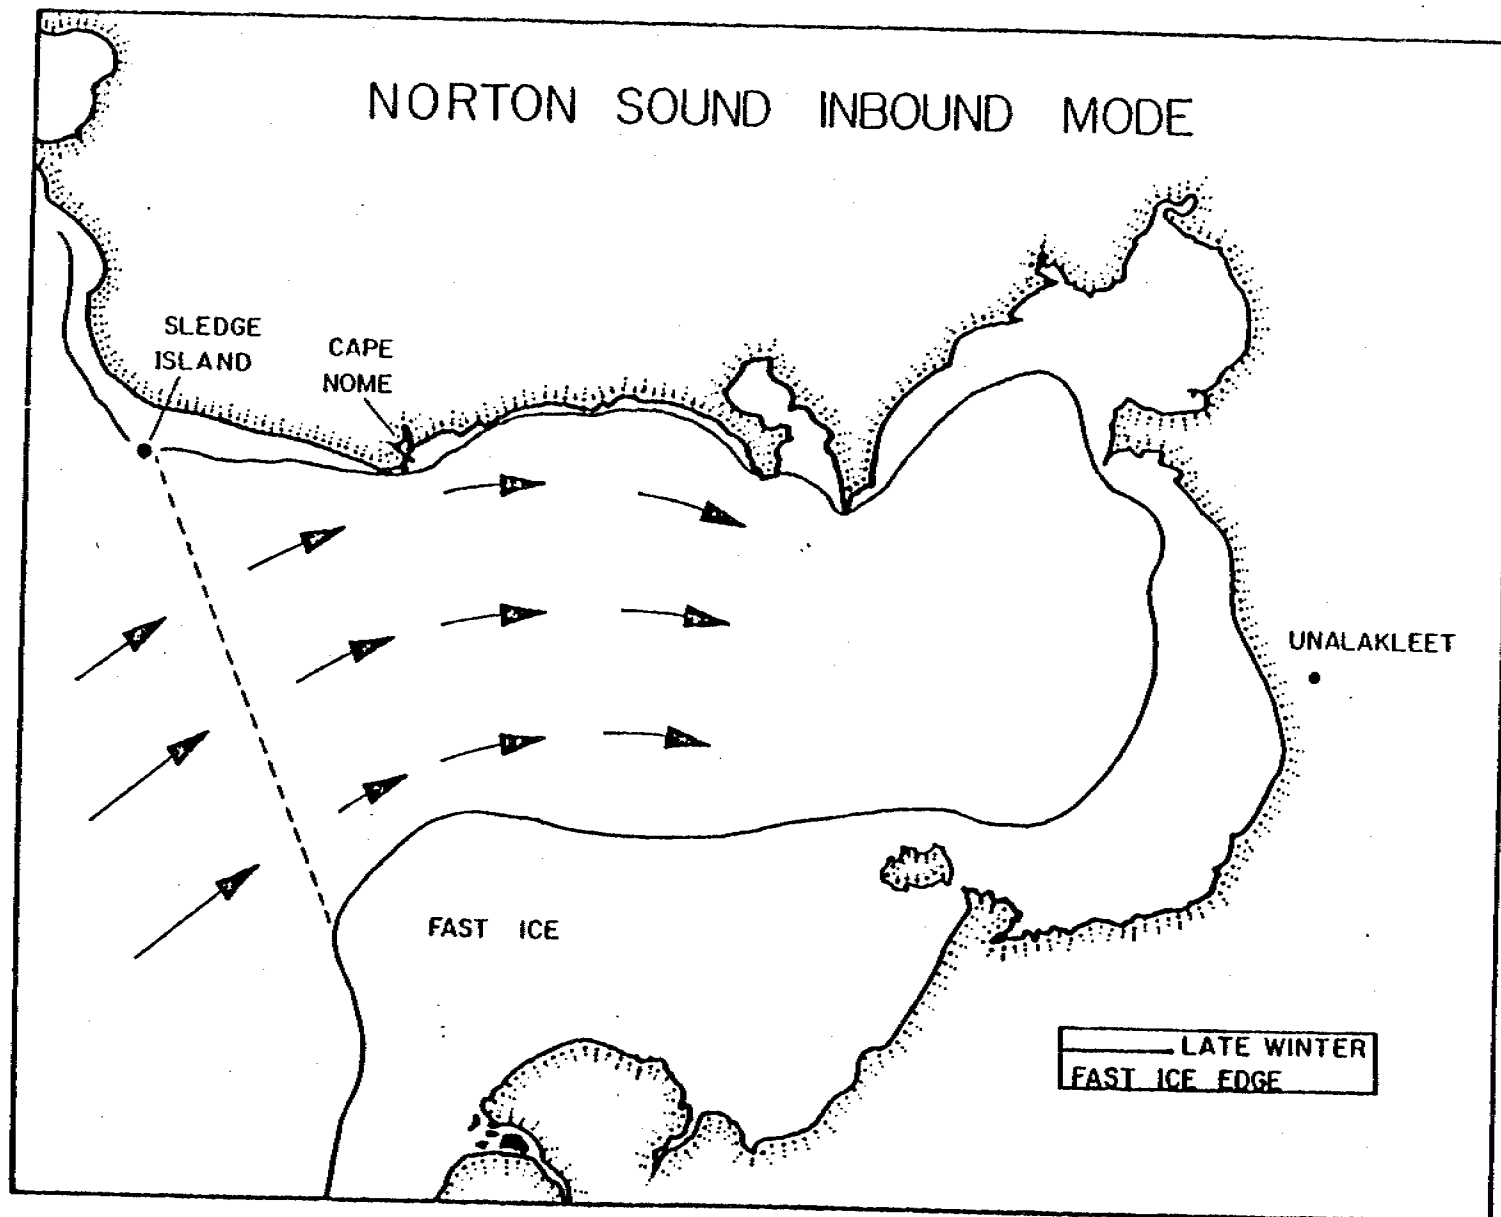 NORTON SOUND INBOUND MODE
SLEDGE
ISLAND
CAPE
NOME
UNALAKLEET
FAST ICE
LATE WINTER
FAST ICE EDGE